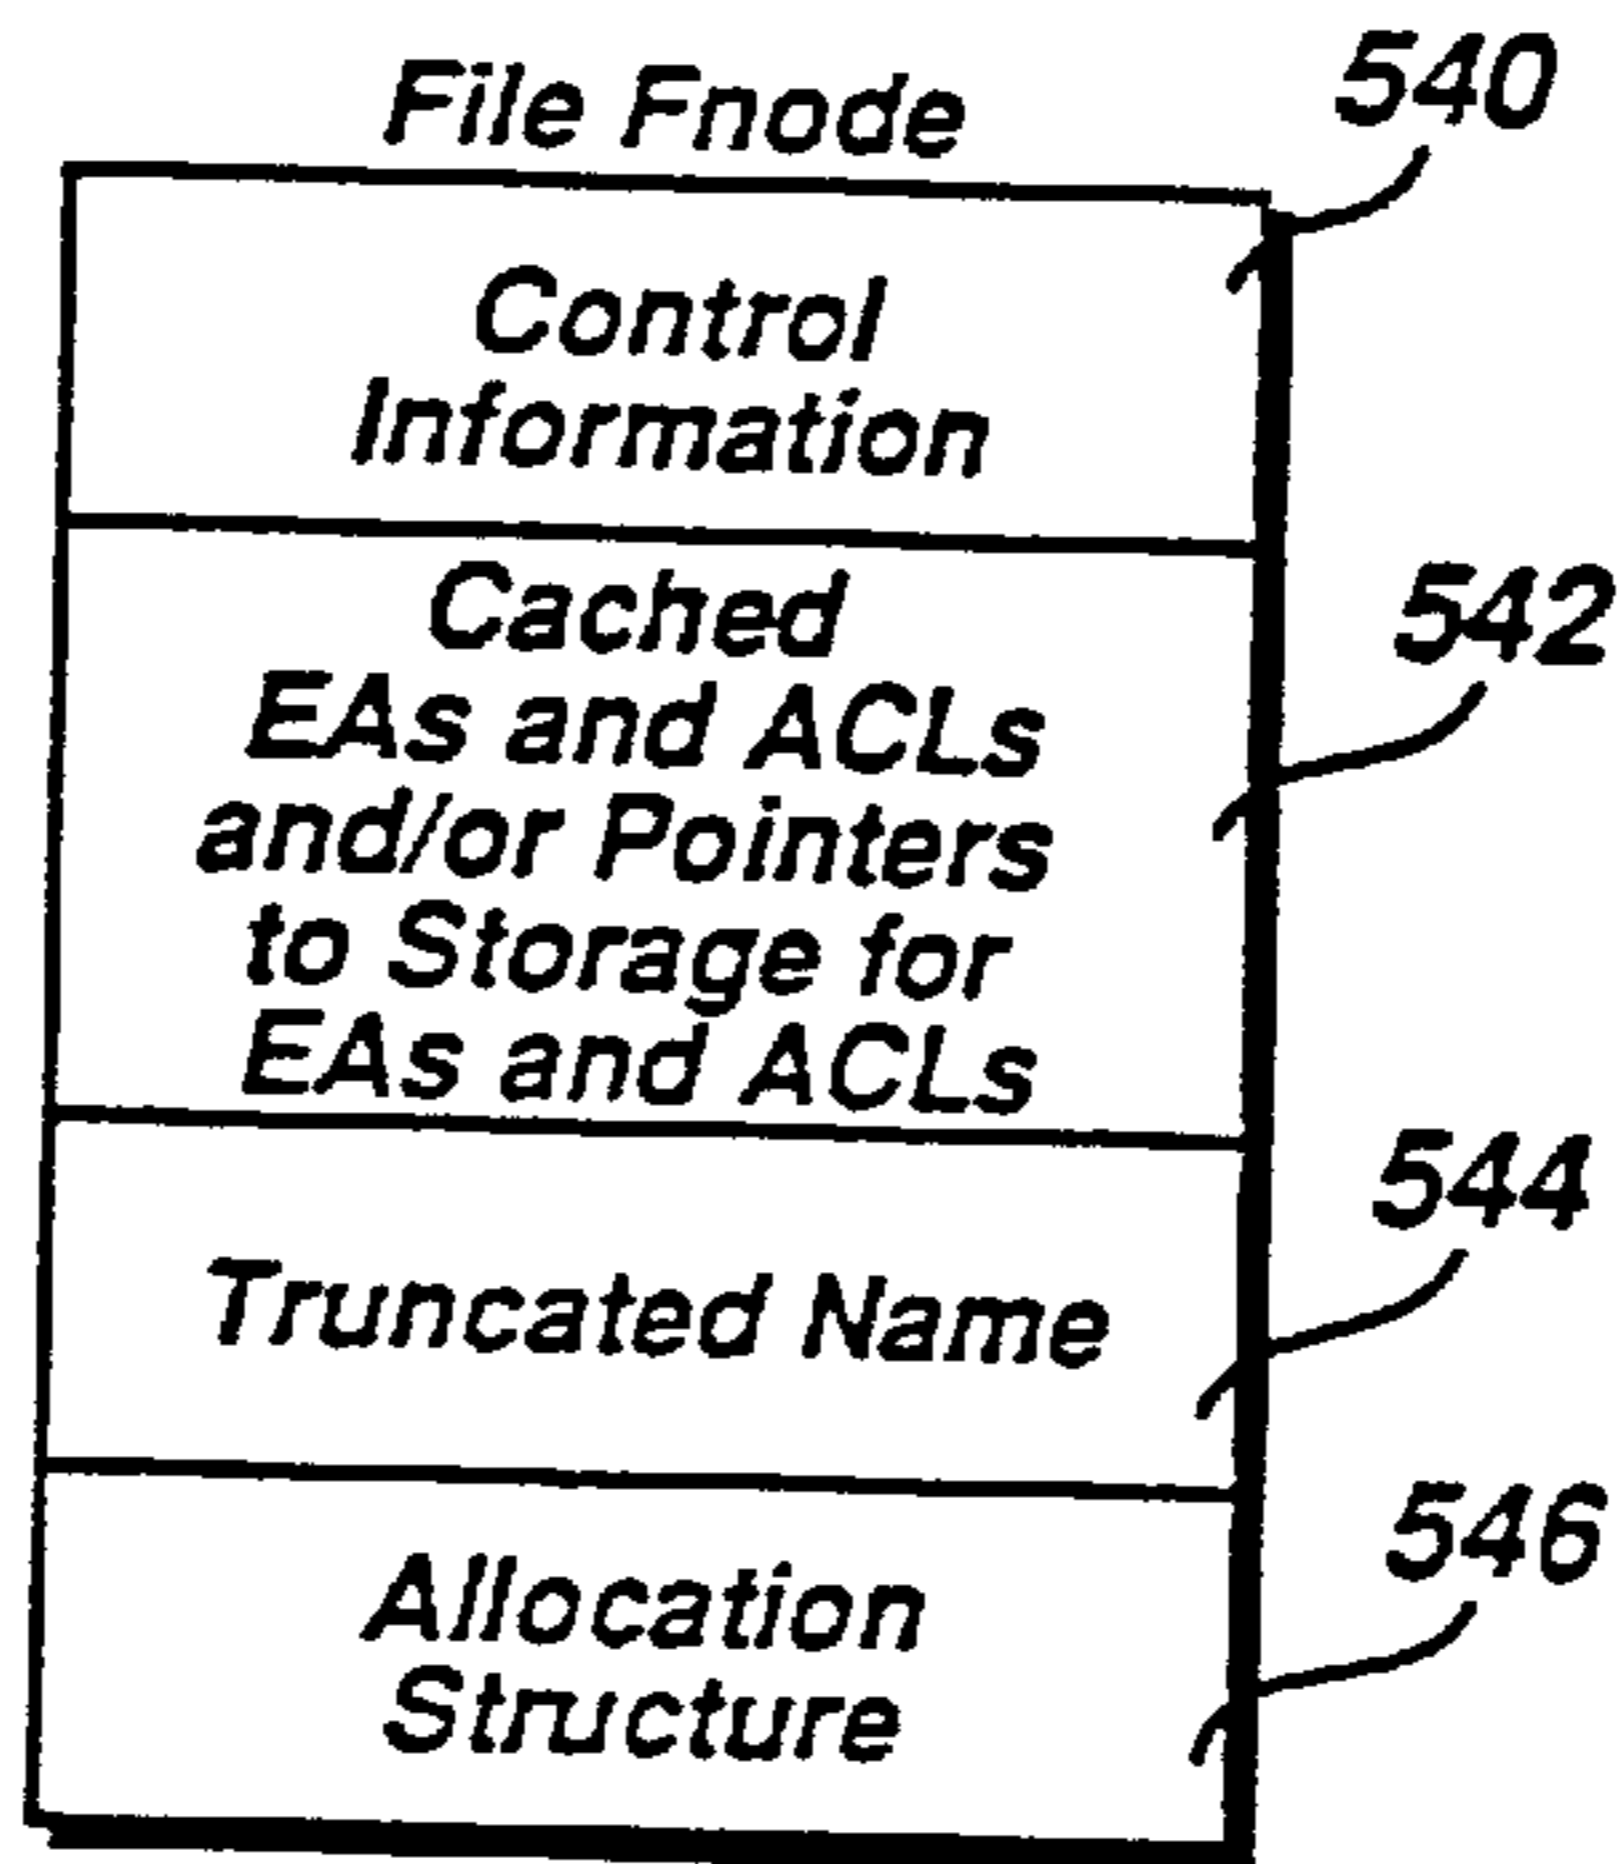 File Fnode
540
Control
Information
Cached
EAs and ACLs
and/or Pointers
to Storage for
EAs and ACLs
542
Truncated Name
544
Allocation
Structure
546